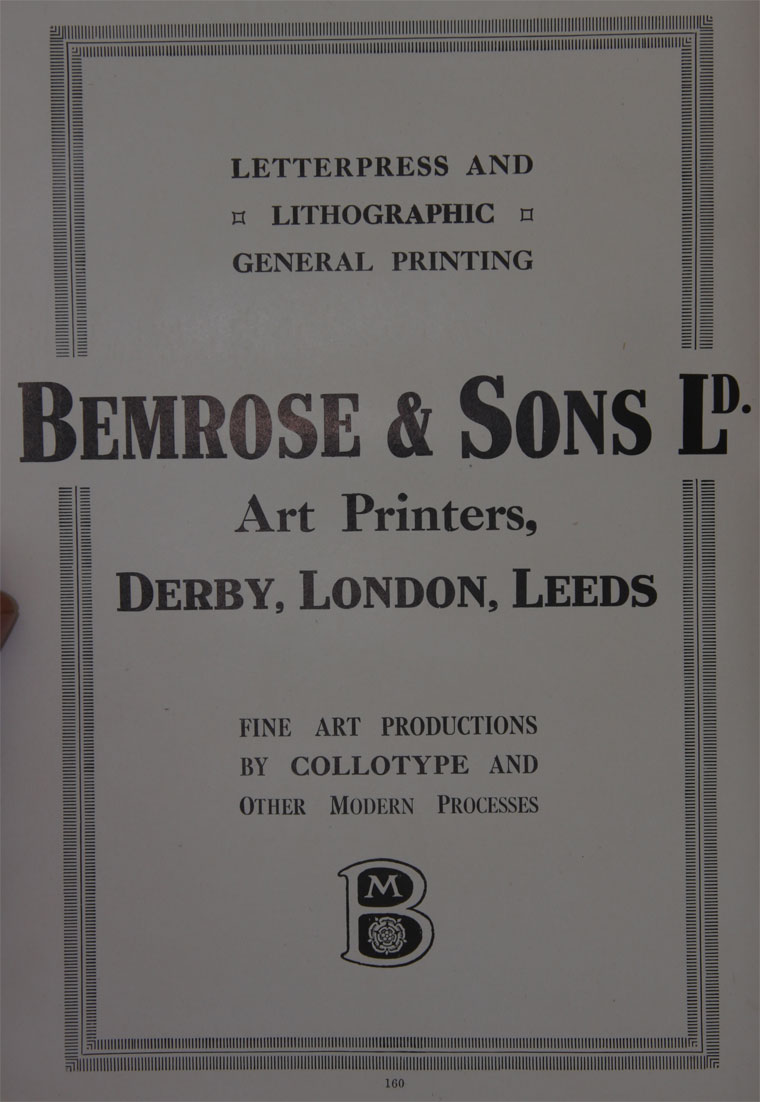 LETTERPRESS AND
LITHOGRAPHIC
GENERAL PRINTING
BEMROSE & SONS LD.
Art Printers,
DERBY, LONDON, LEEDS
FINE ART PRODUCTIONS
BY COLLOTYPE AND
OTHER MODERN PROCESSES
M
B
160